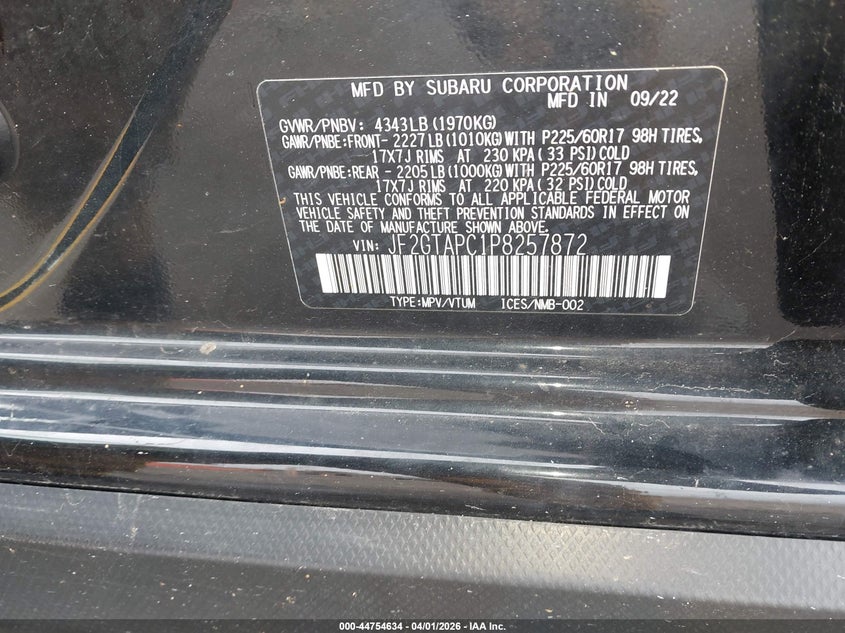 MFD BY SUBARU CORPORATION
MFD IN 09/22
GVWR/PNBV: 4343LB (1970KG)
GAWR/PNBE:FRONT- 2227LB(1010KG)WITH P225/60R17 98H TIRES,
17X7J RIMS AT 230 KPA( 33 PSI)COLD
GAWR/PNBE:REAR - 2205LB(1000KG)WITH P225/60R17 98H TIRES,
17X7J RIMS AT 220 KPA( 32 PSI)COLD
THIS VEHICLE CONFORMS TO ALL APPLICABLE FEDERAL MOTOR
VEHICLE SAFETY AND THEFT PREVENTION STANDARDS IN EFFECT ON
THE DATE OF MANUFACTURE SHOWN ABOVE.
VIN: JF2GTAPC1P8257872
TYPE:MPV/VTUM ICES/NMB-002
000-44754634 - 04/01/2026 - IAA Inc.